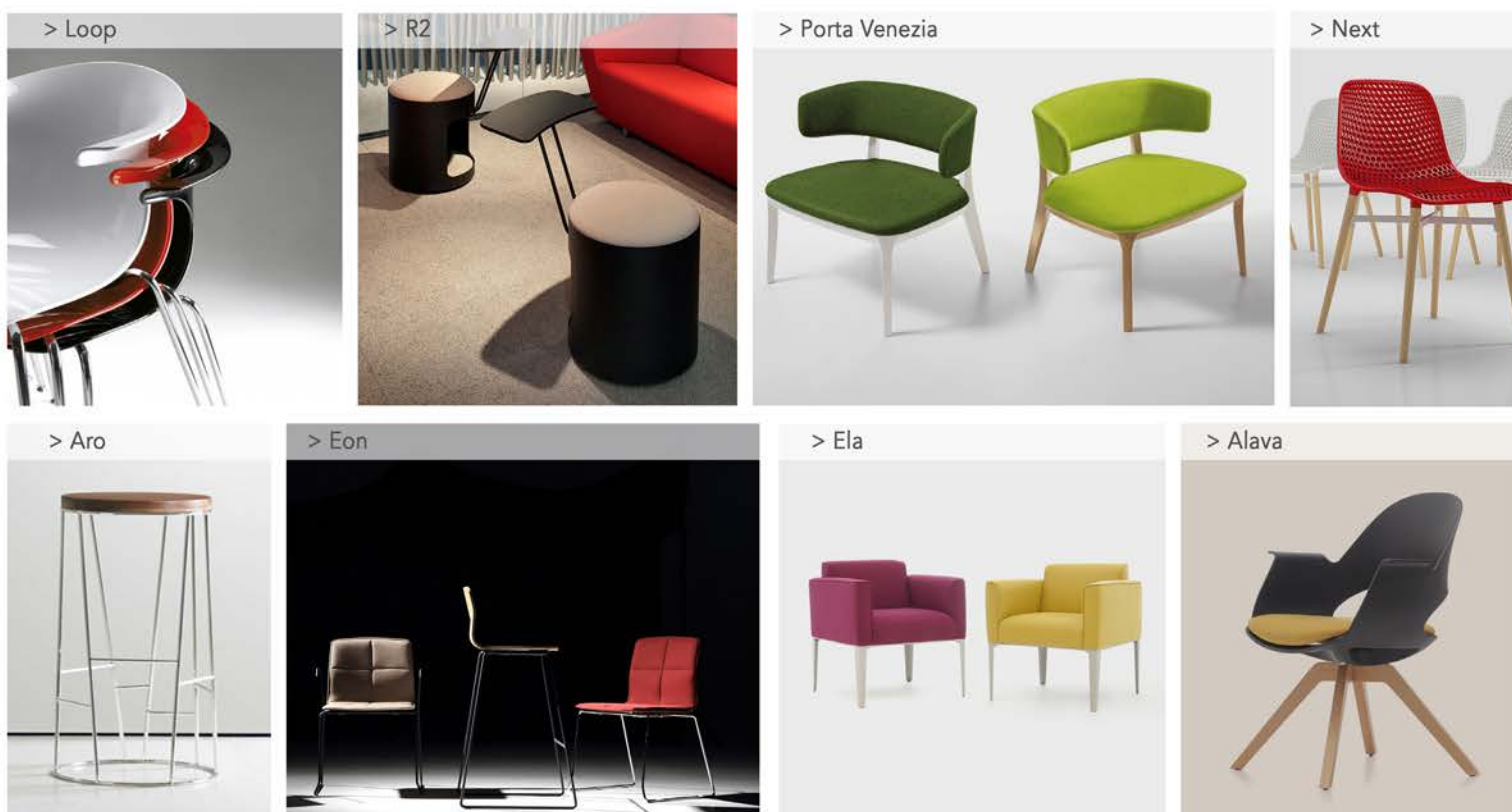 > Loop
> R2
> Porta Venezia
> Next
> Aro
> Eon
> Ela
> Alava